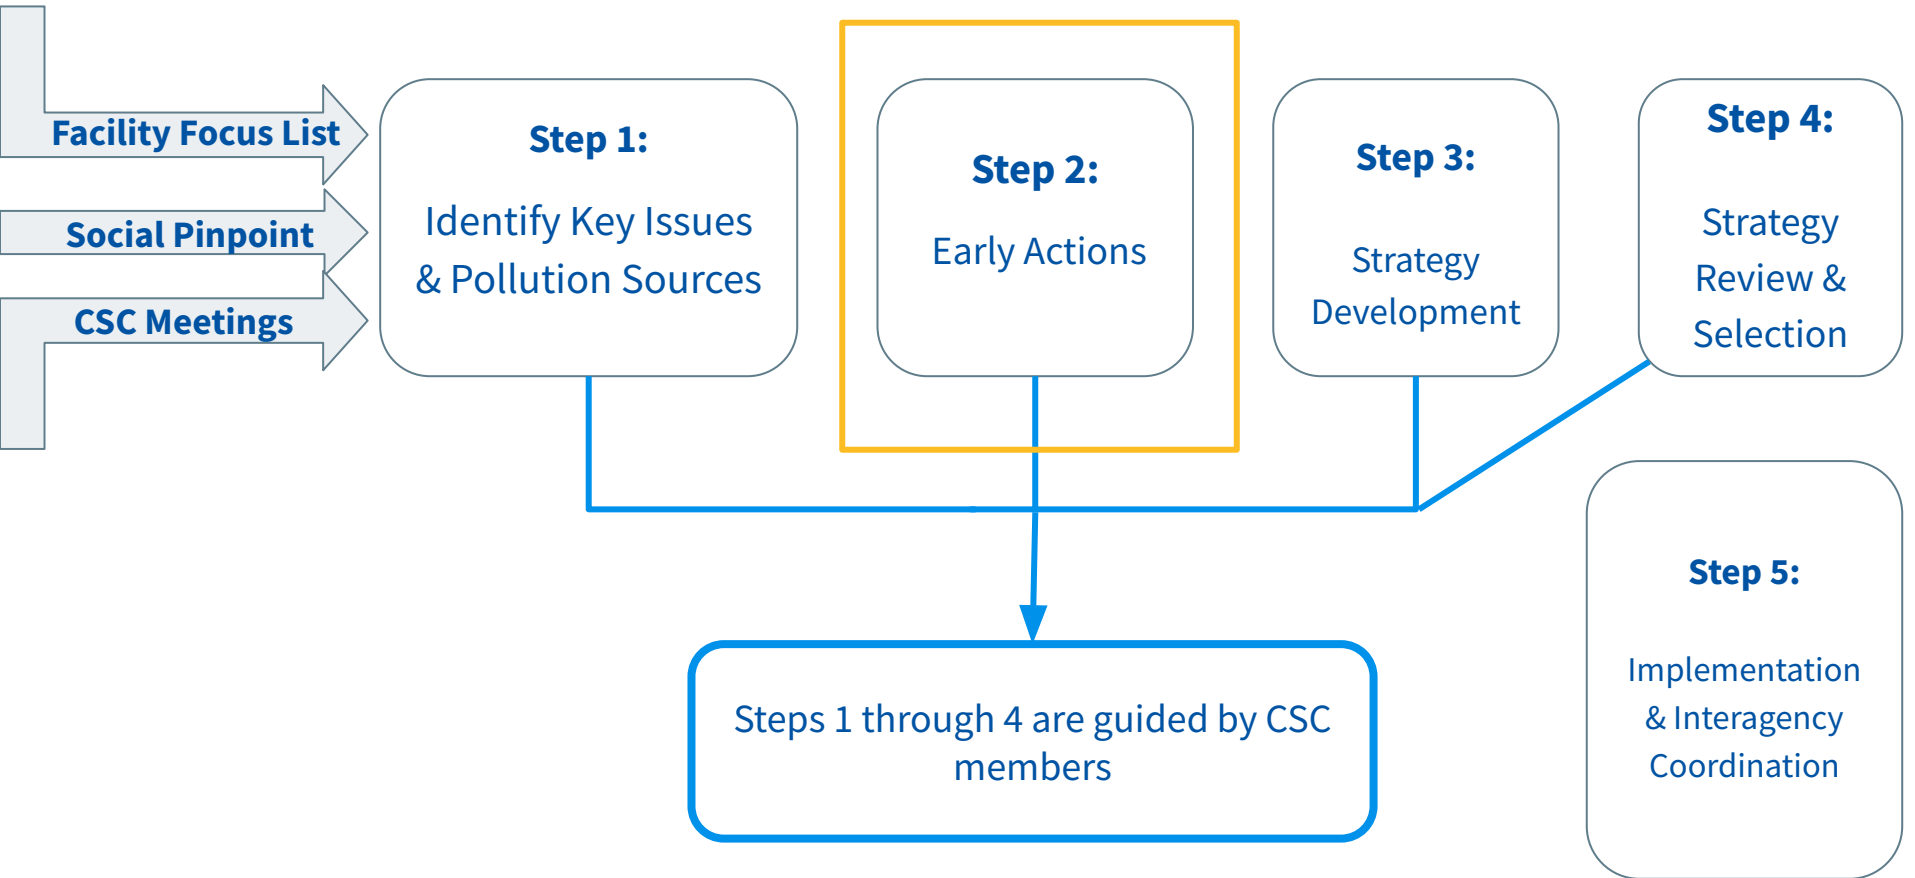 Facility Focus List
Social Pinpoint
CSC Meetings
Step 1:
Identify Key Issues
& Pollution Sources
Step 2:
Early Actions
Step 3:
Strategy
Development
Step 4:
Strategy
Review &
Selection
Step 5:
Implementation
& Interagency
Coordination
Steps 1 through 4 are guided by CSC
members